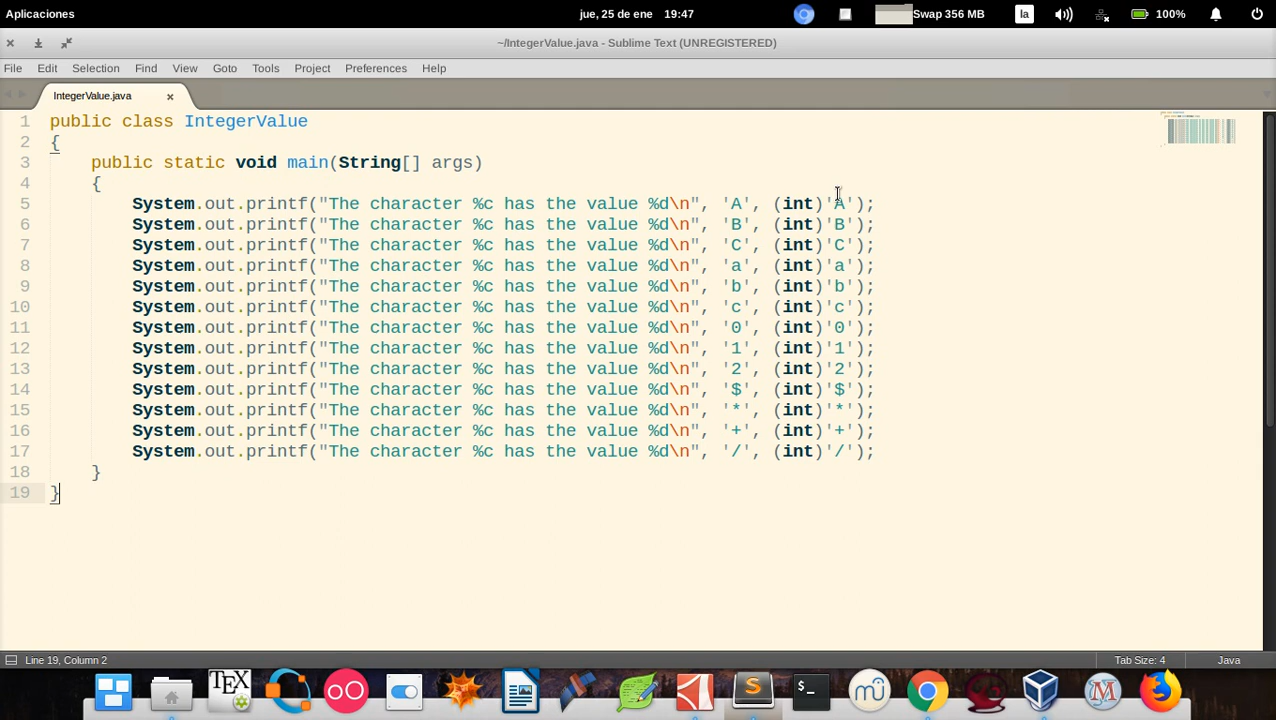 Aplicaciones jue, 25 de ene 19:47 Swap 356 MB la 100%
~/IntegerValue.java - Sublime Text (UNREGISTERED)
File Edit Selection Find View Goto Tools Project Preferences Help
IntegerValue.java ×
1 public class IntegerValue
2 {
3     public static void main(String[] args)
4     {
5         System.out.printf("The character %c has the value %d\n", 'A', (int)'A');
6         System.out.printf("The character %c has the value %d\n", 'B', (int)'B');
7         System.out.printf("The character %c has the value %d\n", 'C', (int)'C');
8         System.out.printf("The character %c has the value %d\n", 'a', (int)'a');
9         System.out.printf("The character %c has the value %d\n", 'b', (int)'b');
10         System.out.printf("The character %c has the value %d\n", 'c', (int)'c');
11         System.out.printf("The character %c has the value %d\n", '0', (int)'0');
12         System.out.printf("The character %c has the value %d\n", '1', (int)'1');
13         System.out.printf("The character %c has the value %d\n", '2', (int)'2');
14         System.out.printf("The character %c has the value %d\n", '$', (int)'$');
15         System.out.printf("The character %c has the value %d\n", '*', (int)'*');
16         System.out.printf("The character %c has the value %d\n", '+', (int)'+');
17         System.out.printf("The character %c has the value %d\n", '/', (int)'/');
18     }
19 }
Line 19, Column 2 Tab Size: 4 Java
TEX S >_ mu M